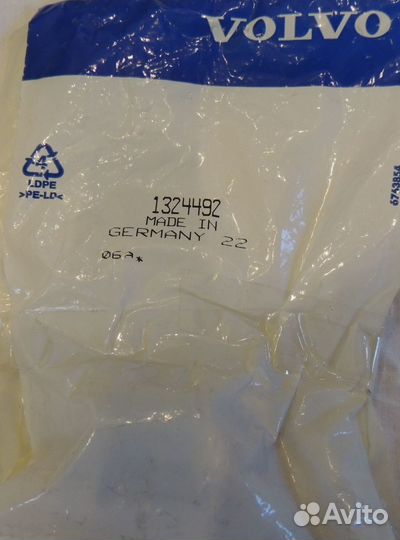 VOLVO
4
LDPE
>PE-LD<
1324492
MADE IN
GERMANY 22
06A*
Avito